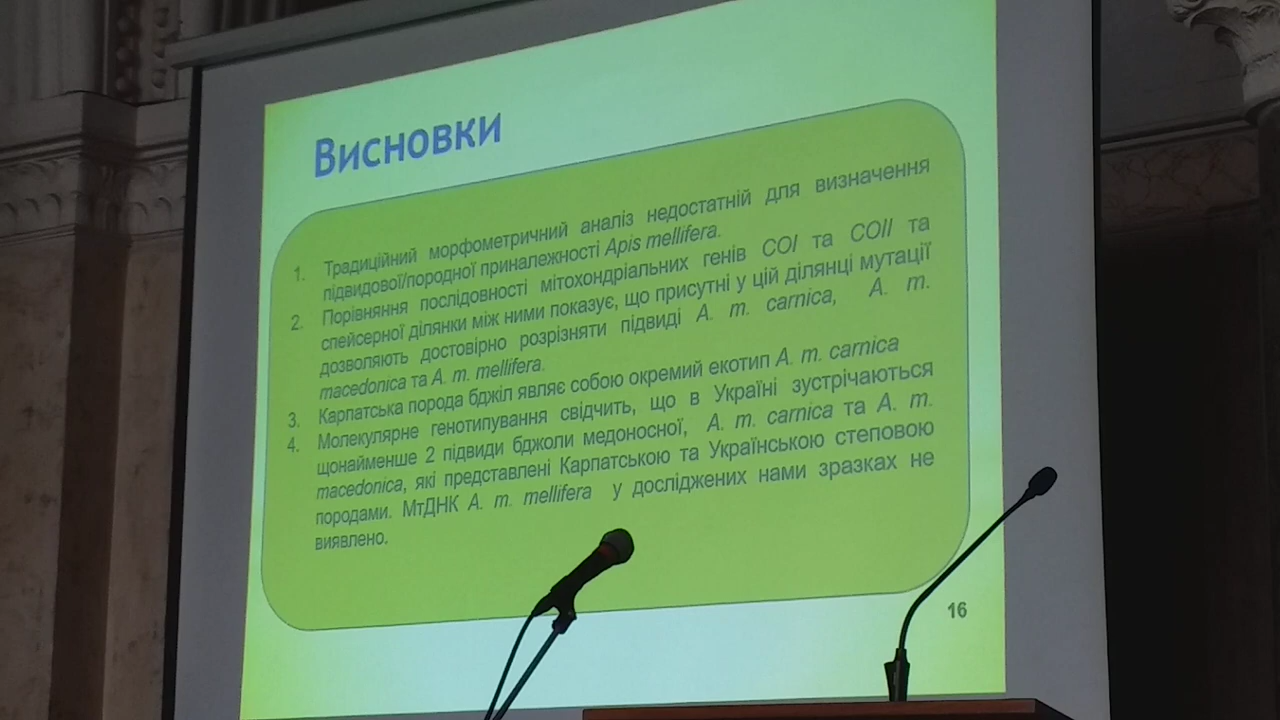 Висновки
1. Традиційний морфометричний аналіз недостатній для визначення
підвидової/породної приналежності Apis mellifera.
2. Порівняння послідовності мітохондріальних генів COI та COII та
спейсерної ділянки між ними показує, що присутні у цій ділянці мутації
дозволяють достовірно розрізняти підвиді A. m. carnica, A. m.
macedonica та A. m. mellifera.
3. Карпатська порода бджіл являє собою окремий екотип A. m. carnica
4. Молекулярне генотипування свідчить, що в Україні зустрічаються
щонайменше 2 підвиди бджоли медоносної, A. m. carnica та A. m.
macedonica, які представлені Карпатською та Українською степовою
породами. МтДНК A. m. mellifera у досліджених нами зразках не
виявлено.
16